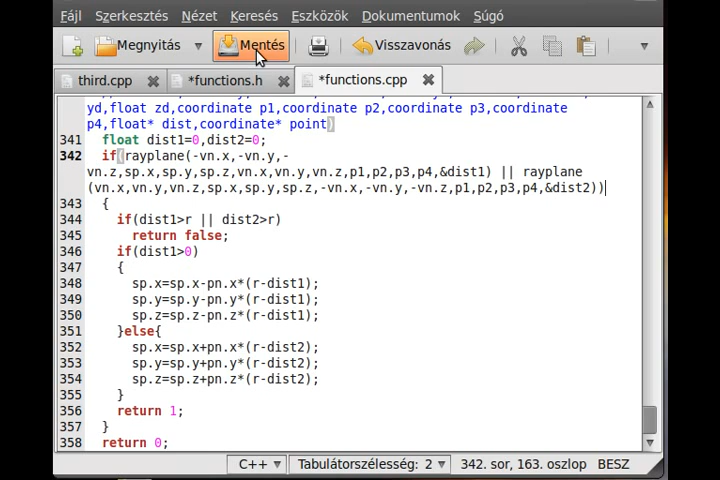 Fájl Szerkesztés Nézet Keresés Eszközök Dokumentumok Súgó
Megnyitás Mentés Visszavonás
third.cpp *functions.h *functions.cpp
yd,float zd,coordinate p1,coordinate p2,coordinate p3,coordinate
p4,float* dist,coordinate* point)
341 float dist1=0,dist2=0;
342 if(rayplane(-vn.x,-vn.y,-
vn.z,sp.x,sp.y,sp.z,vn.x,vn.y,vn.z,p1,p2,p3,p4,&dist1) || rayplane
(vn.x,vn.y,vn.z,sp.x,sp.y,sp.z,-vn.x,-vn.y,-vn.z,p1,p2,p3,p4,&dist2))
343 {
344 if(dist1>r || dist2>r)
345 return false;
346 if(dist1>0)
347 {
348 sp.x=sp.x-pn.x*(r-dist1);
349 sp.y=sp.y-pn.y*(r-dist1);
350 sp.z=sp.z-pn.z*(r-dist1);
351 }else{
352 sp.x=sp.x+pn.x*(r-dist2);
353 sp.y=sp.y+pn.y*(r-dist2);
354 sp.z=sp.z+pn.z*(r-dist2);
355 }
356 return 1;
357 }
358 return 0;
C++ Tabulátorszélesség: 2 342. sor, 163. oszlop BESZ